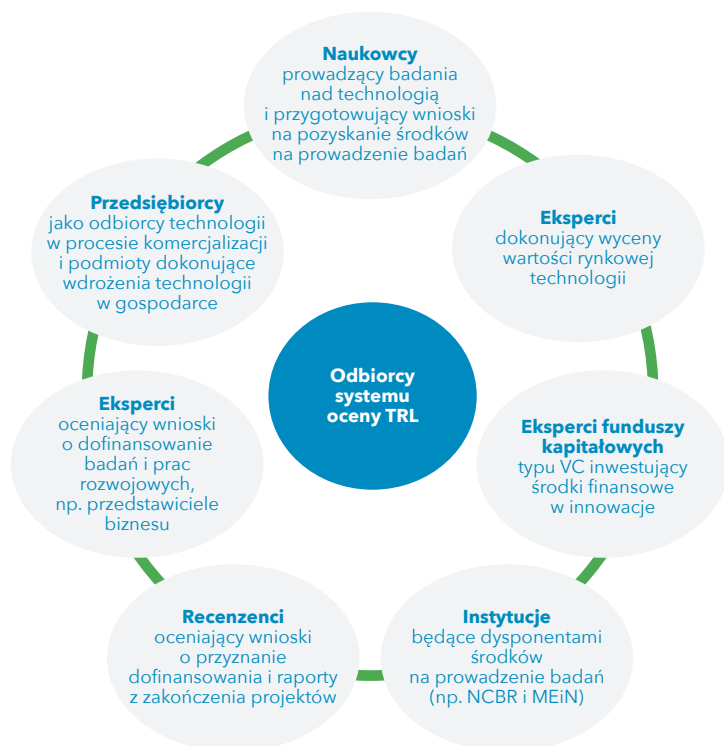 Naukowcy
prowadzący badania
nad technologią
i przygotowujący wnioski
na pozyskanie środków
na prowadzenie badań
Eksperci
dokonujący wyceny
wartości rynkowej
technologii
Eksperci funduszy
kapitałowych
typu VC inwestujący
środki finansowe
w innowacje
Instytucje
będące dysponentami
środków
na prowadzenie badań
(np. NCBR i MEiN)
Recenzenci
oceniający wnioski
o przyznanie
dofinansowania i raporty
z zakończenia projektów
Eksperci
oceniający wnioski
o dofinansowanie
badań i prac
rozwojowych,
np. przedstawiciele
biznesu
Przedsiębiorcy
jako odbiorcy technologii
w procesie komercjalizacji
i podmioty dokonujące
wdrożenia technologii
w gospodarce
Odbiorcy
systemu
oceny TRL